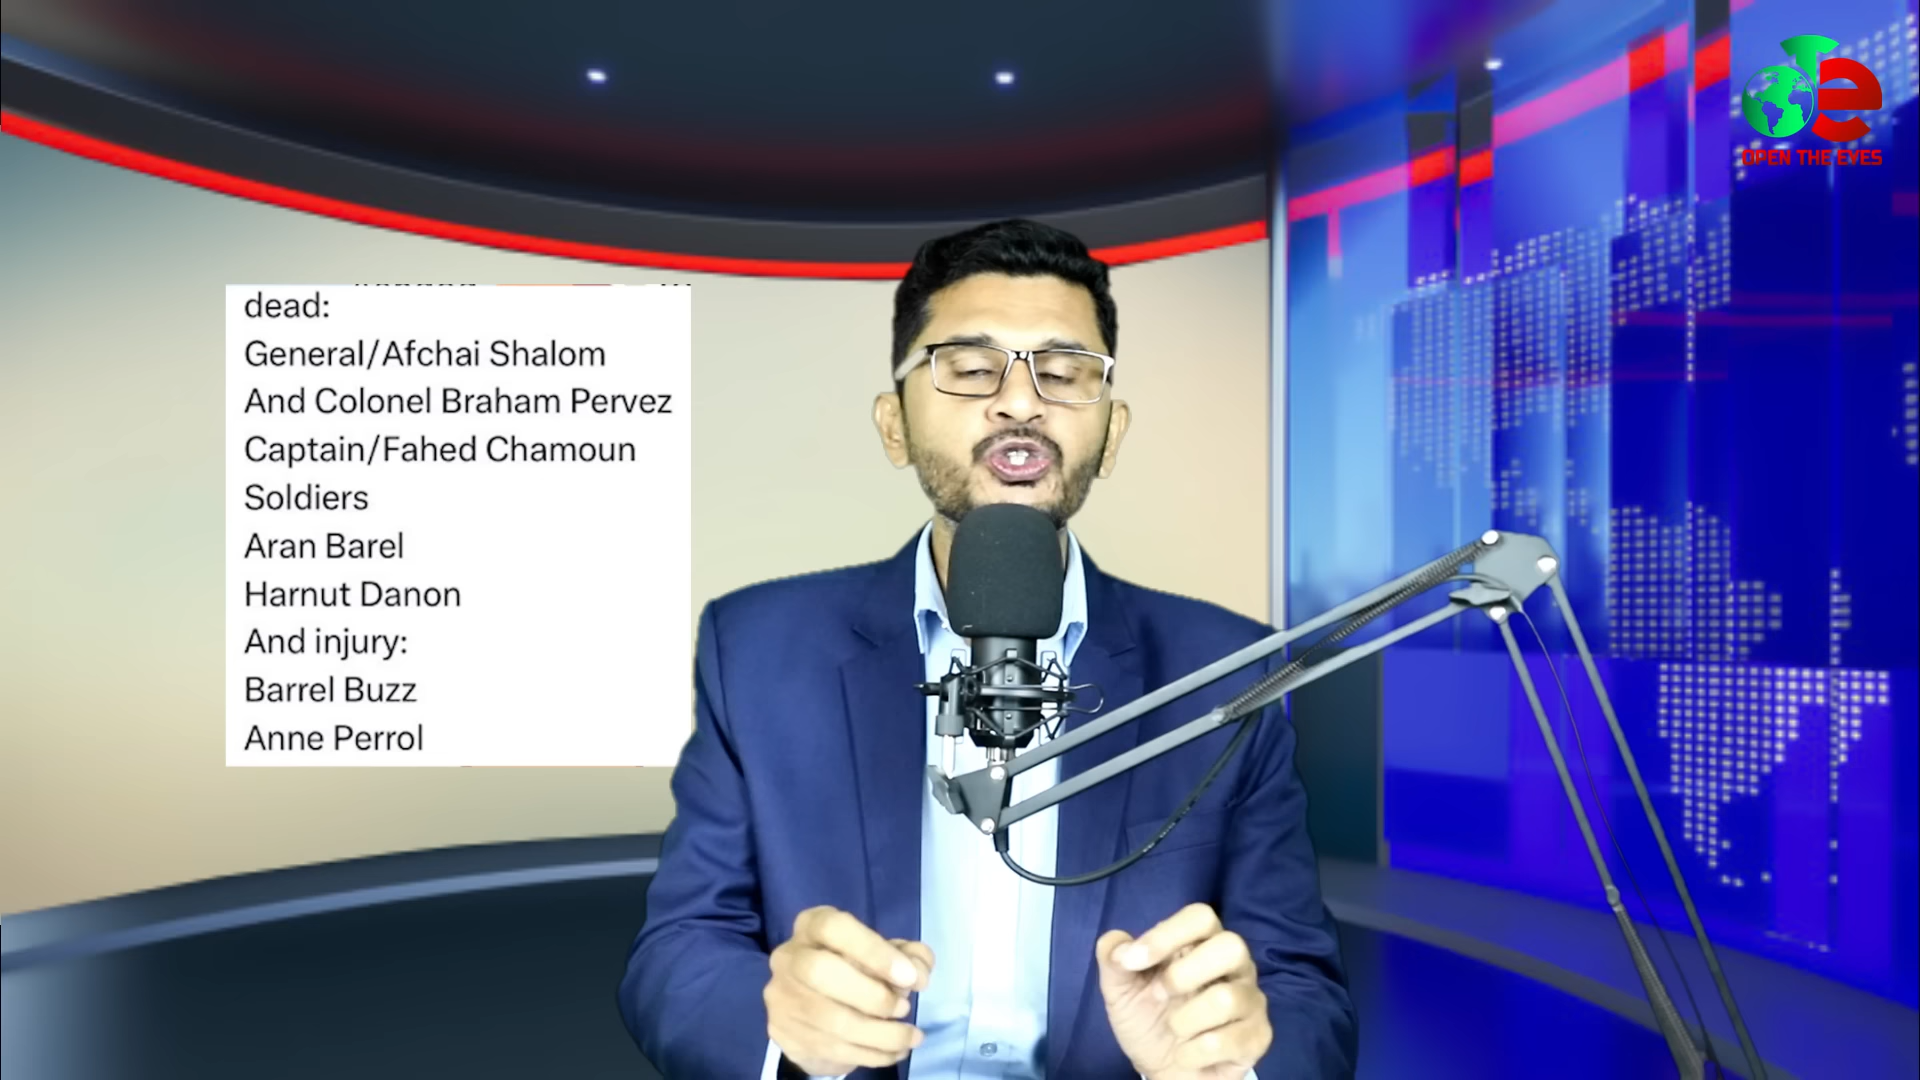 dead:
General/Afchai Shalom
And Colonel Braham Pervez
Captain/Fahed Chamoun
Soldiers
Aran Barel
Harnut Danon
And injury:
Barrel Buzz
Anne Perrol
OPEN THE EYES